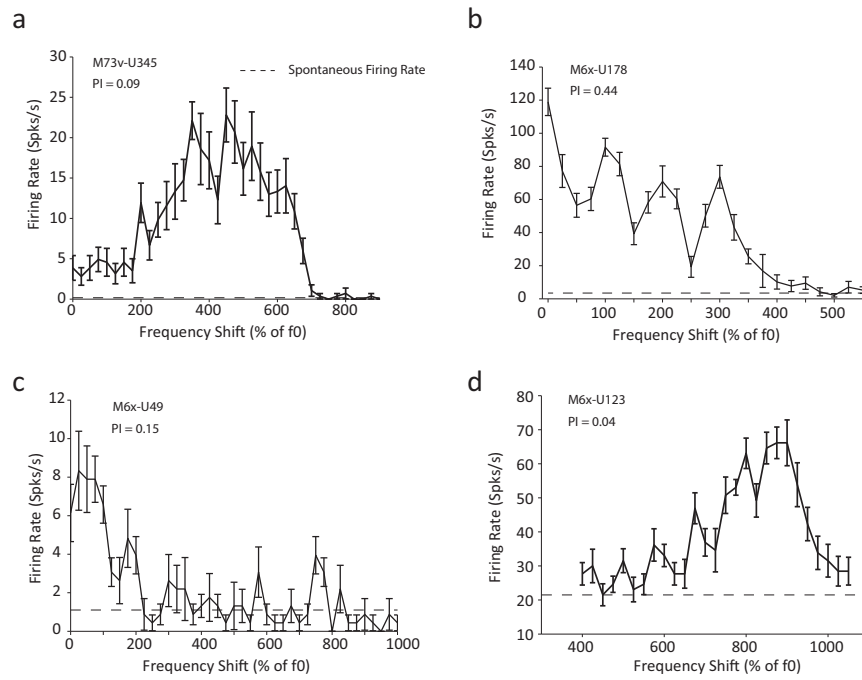 a
M73v-U345
PI = 0.09
Spontaneous Firing Rate
30
25
20
15
10
5
0
Firing Rate (Spks/s)
0 200 400 600 800
Frequency Shift (% of f0)
b
M6x-U178
PI = 0.44
140
120
100
80
60
40
20
0
Firing Rate (Spks/s)
0 100 200 300 400 500
Frequency Shift (% of f0)
c
M6x-U49
PI = 0.15
12
10
8
6
4
2
0
Firing Rate (Spks/s)
0 200 400 600 800 1000
Frequency Shift (% of f0)
d
M6x-U123
PI = 0.04
80
70
60
50
40
30
20
10
Firing Rate (Spks/s)
400 600 800 1000
Frequency Shift (% of f0)